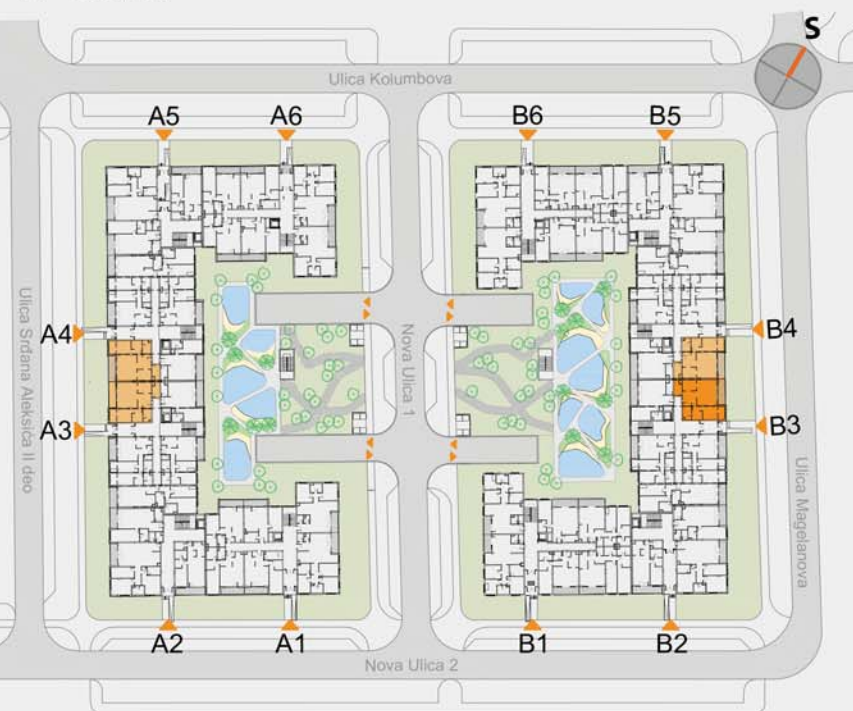 S
Ulica Kolumbova
A5
A6
B6
B5
A4
B4
Ulica Srđana Aleksića II deo
Nova Ulica 1
A3
B3
Ulica Magelanova
A2
A1
B1
B2
Nova Ulica 2